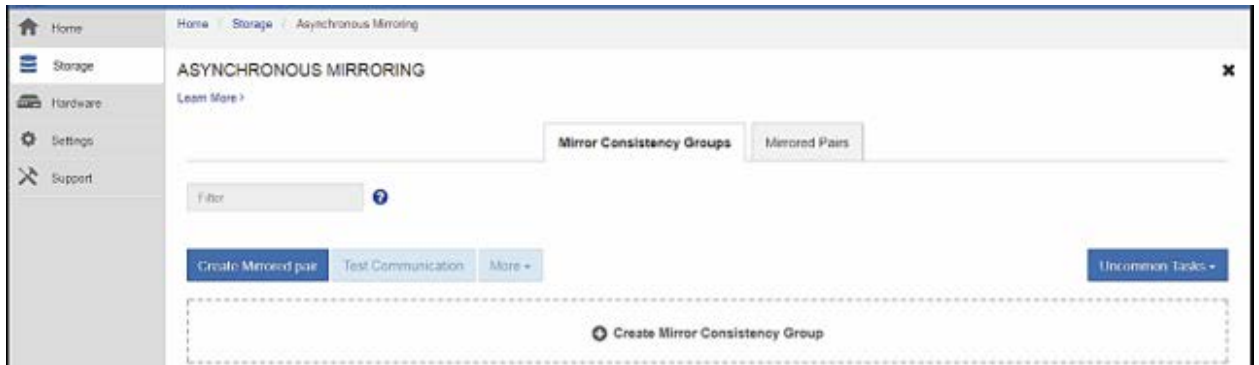 Home
Home / Storage / Asynchronous Mirroring
Storage
ASYNCHRONOUS MIRRORING
Hardware
Learn More >
Settings
Mirror Consistency Groups
Mirrored Pairs
Support
Filter
Create Mirrored pair
Test Communication
More
Uncommon Tasks
Create Mirror Consistency Group